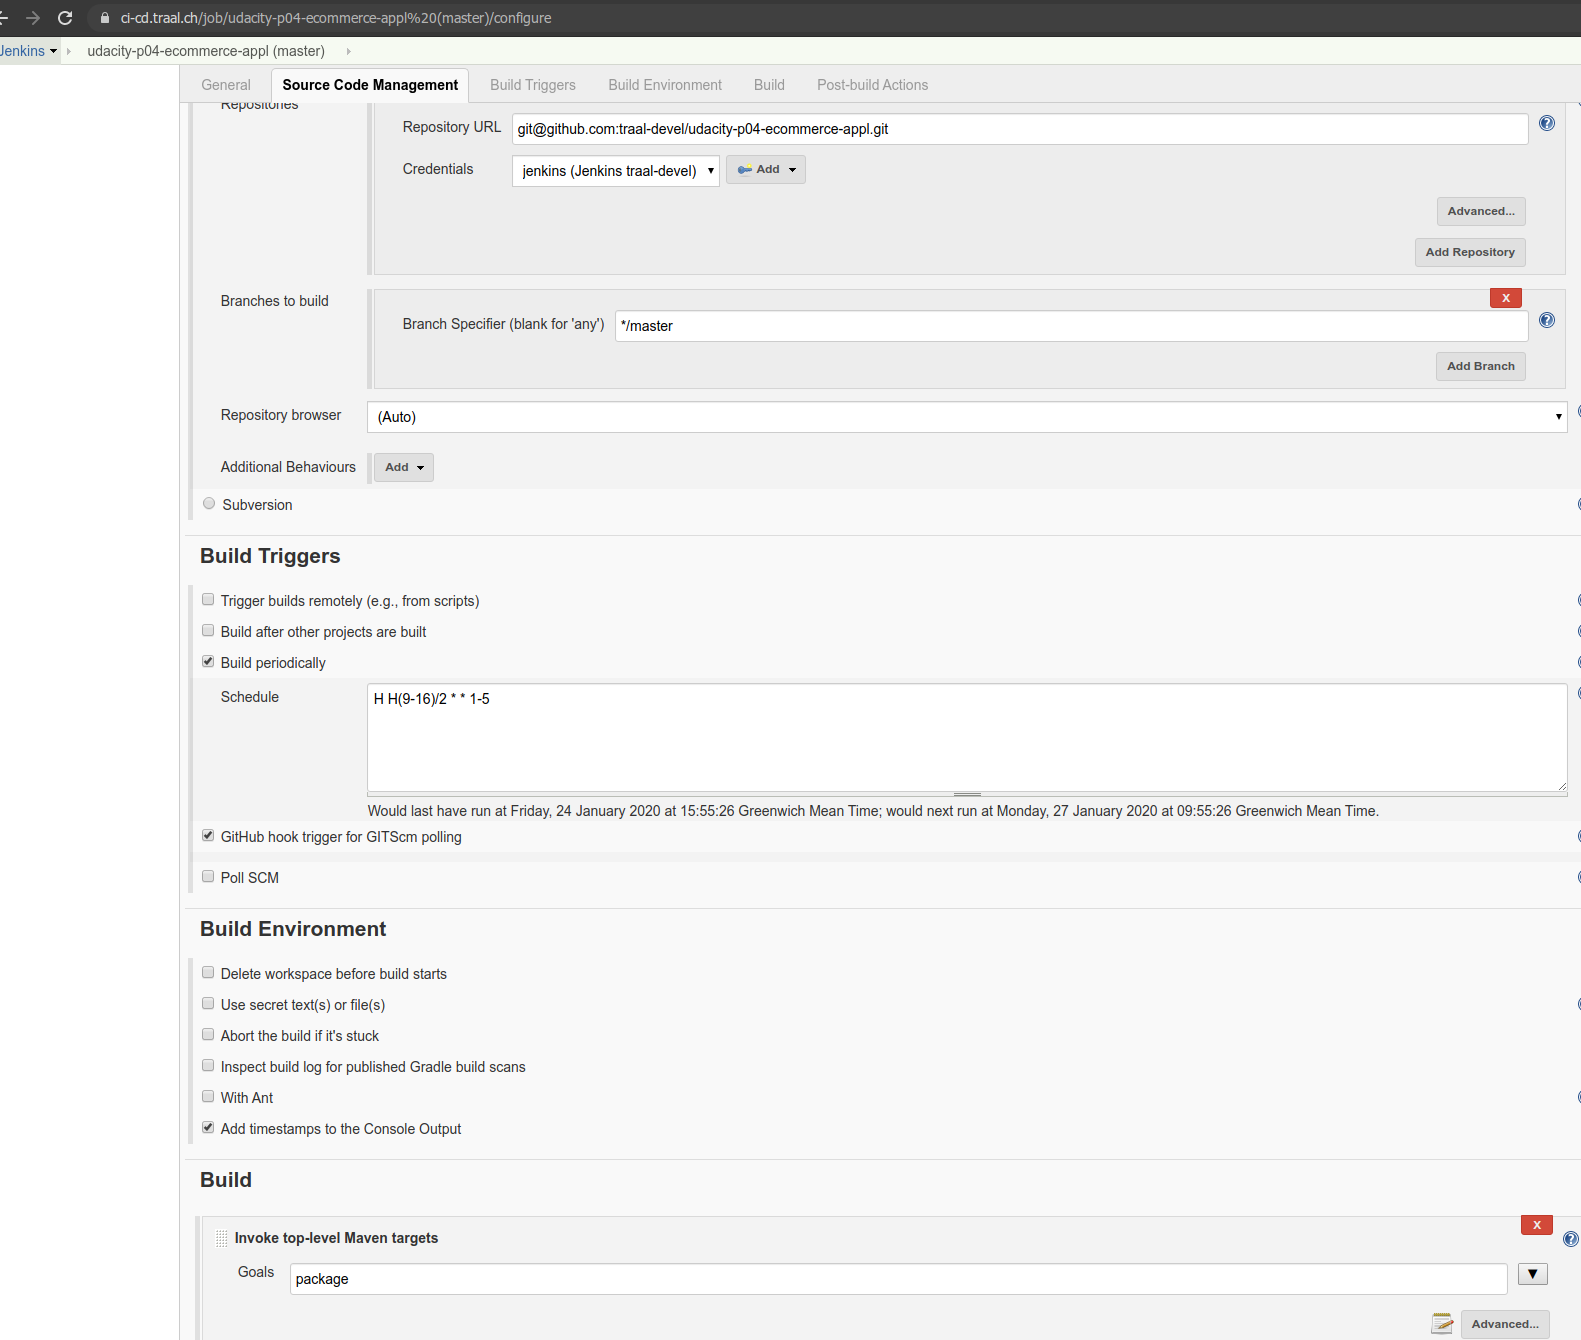 ci-cd.traal.ch/job/udacity-p04-ecommerce-appl%20(master)/configure
Jenkins udacity-p04-ecommerce-appl (master)
General Source Code Management Build Triggers Build Environment Build Post-build Actions
Repositories
Repository URL git@github.com:traal-devel/udacity-p04-ecommerce-appl.git
Credentials jenkins (Jenkins traal-devel) Add
Advanced...
Add Repository
Branches to build
X
Branch Specifier (blank for 'any') */master
Add Branch
Repository browser (Auto)
Additional Behaviours Add
Subversion
Build Triggers
Trigger builds remotely (e.g., from scripts)
Build after other projects are built
Build periodically
Schedule H H(9-16)/2 * * 1-5
Would last have run at Friday, 24 January 2020 at 15:55:26 Greenwich Mean Time; would next run at Monday, 27 January 2020 at 09:55:26 Greenwich Mean Time.
GitHub hook trigger for GITScm polling
Poll SCM
Build Environment
Delete workspace before build starts
Use secret text(s) or file(s)
Abort the build if it's stuck
Inspect build log for published Gradle build scans
With Ant
Add timestamps to the Console Output
Build
X
Invoke top-level Maven targets
Goals package
Advanced...